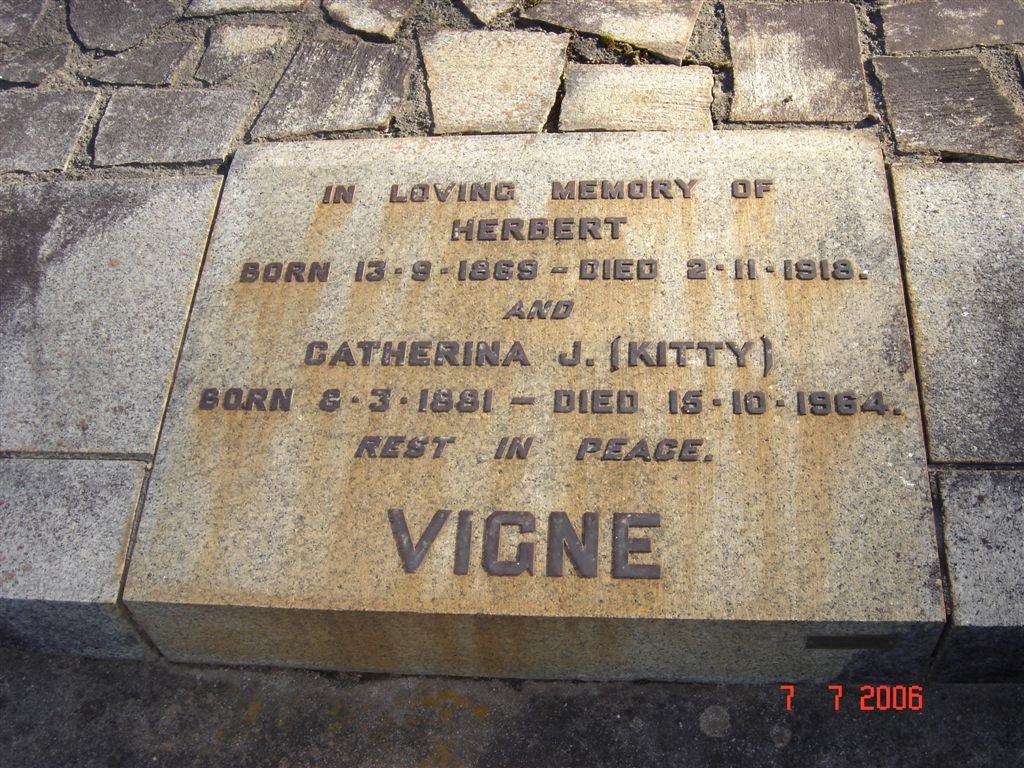 IN LOVING MEMORY OF
HERBERT
BORN 13·9·1869 – DIED 2·11·1918.
AND
CATHERINA J. (KITTY)
BORN 6·3·1881 – DIED 15·10·1964.
REST IN PEACE.
VIGNE
7 7 2006